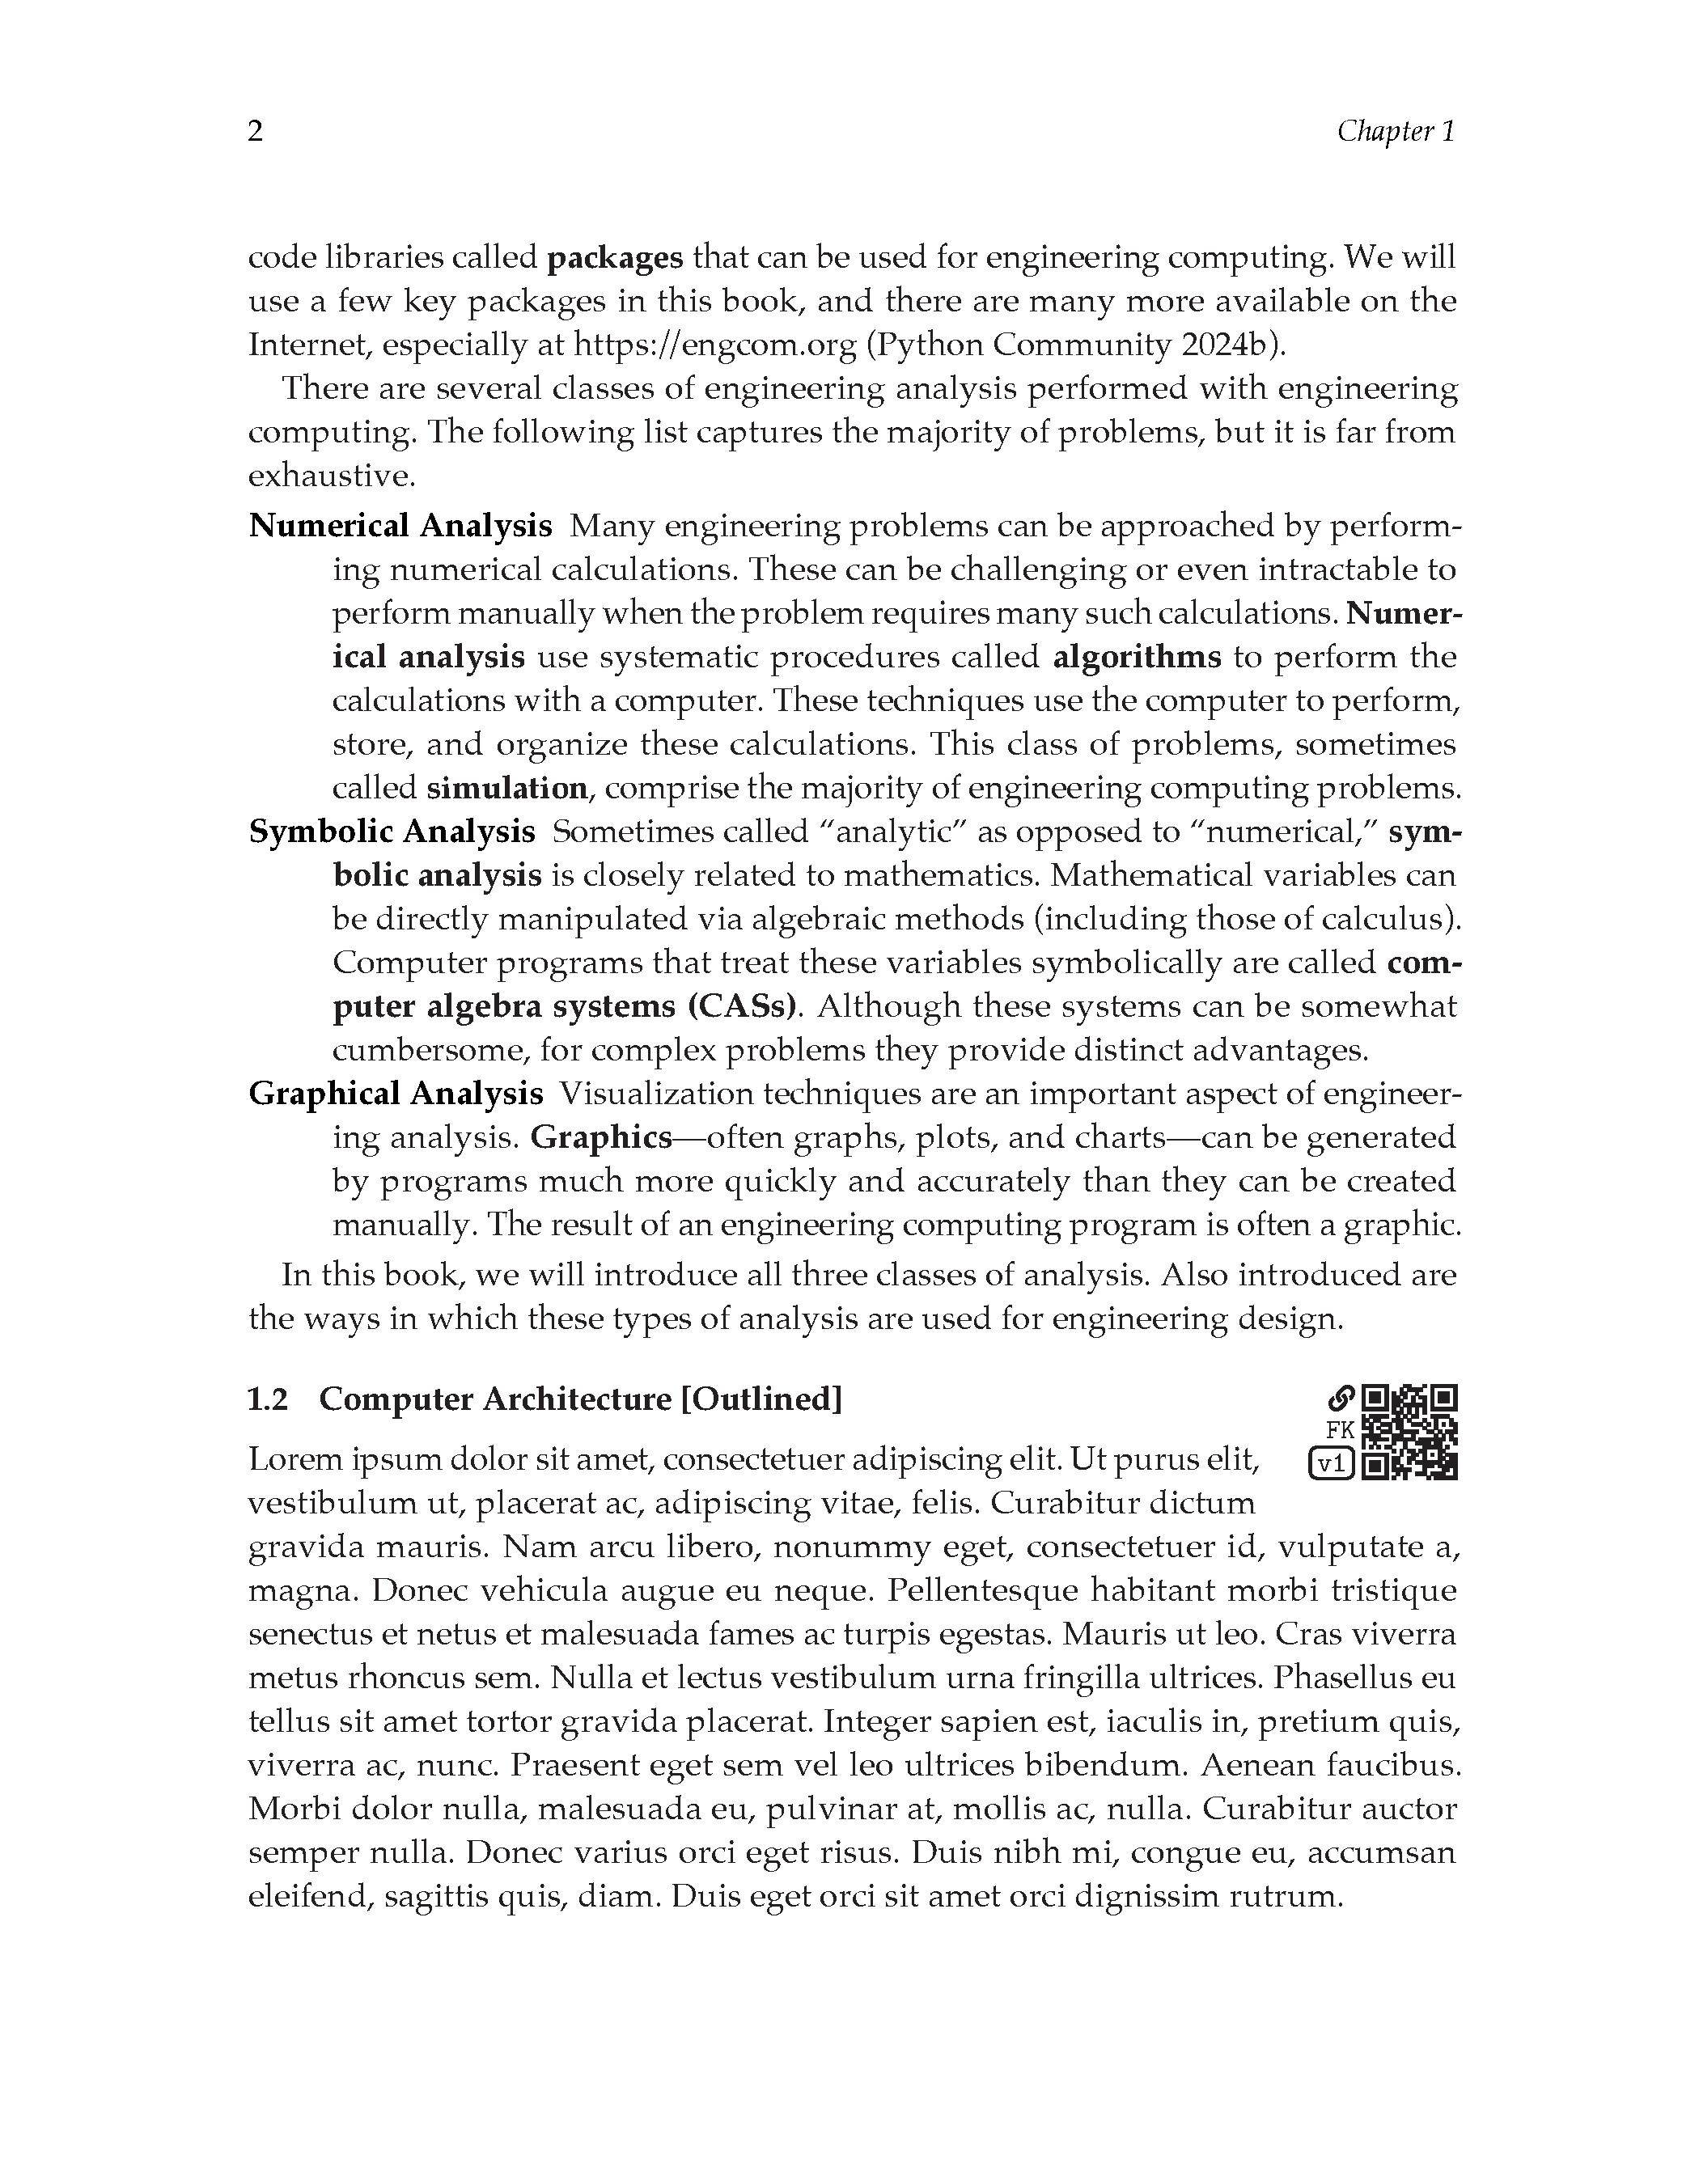 2 Chapter 1
code libraries called packages that can be used for engineering computing. We will
use a few key packages in this book, and there are many more available on the
Internet, especially at https://engcom.org (Python Community 2024b).
There are several classes of engineering analysis performed with engineering
computing. The following list captures the majority of problems, but it is far from
exhaustive.
Numerical Analysis Many engineering problems can be approached by perform-
ing numerical calculations. These can be challenging or even intractable to
perform manually when the problem requires many such calculations. Numer-
ical analysis use systematic procedures called algorithms to perform the
calculations with a computer. These techniques use the computer to perform,
store, and organize these calculations. This class of problems, sometimes
called simulation, comprise the majority of engineering computing problems.
Symbolic Analysis Sometimes called “analytic” as opposed to “numerical,” sym-
bolic analysis is closely related to mathematics. Mathematical variables can
be directly manipulated via algebraic methods (including those of calculus).
Computer programs that treat these variables symbolically are called com-
puter algebra systems (CASs). Although these systems can be somewhat
cumbersome, for complex problems they provide distinct advantages.
Graphical Analysis Visualization techniques are an important aspect of engineer-
ing analysis. Graphics—often graphs, plots, and charts—can be generated
by programs much more quickly and accurately than they can be created
manually. The result of an engineering computing program is often a graphic.
In this book, we will introduce all three classes of analysis. Also introduced are
the ways in which these types of analysis are used for engineering design.
1.2 Computer Architecture [Outlined]
FK
v1
Lorem ipsum dolor sit amet, consectetuer adipiscing elit. Ut purus elit,
vestibulum ut, placerat ac, adipiscing vitae, felis. Curabitur dictum
gravida mauris. Nam arcu libero, nonummy eget, consectetuer id, vulputate a,
magna. Donec vehicula augue eu neque. Pellentesque habitant morbi tristique
senectus et netus et malesuada fames ac turpis egestas. Mauris ut leo. Cras viverra
metus rhoncus sem. Nulla et lectus vestibulum urna fringilla ultrices. Phasellus eu
tellus sit amet tortor gravida placerat. Integer sapien est, iaculis in, pretium quis,
viverra ac, nunc. Praesent eget sem vel leo ultrices bibendum. Aenean faucibus.
Morbi dolor nulla, malesuada eu, pulvinar at, mollis ac, nulla. Curabitur auctor
semper nulla. Donec varius orci eget risus. Duis nibh mi, congue eu, accumsan
eleifend, sagittis quis, diam. Duis eget orci sit amet orci dignissim rutrum.